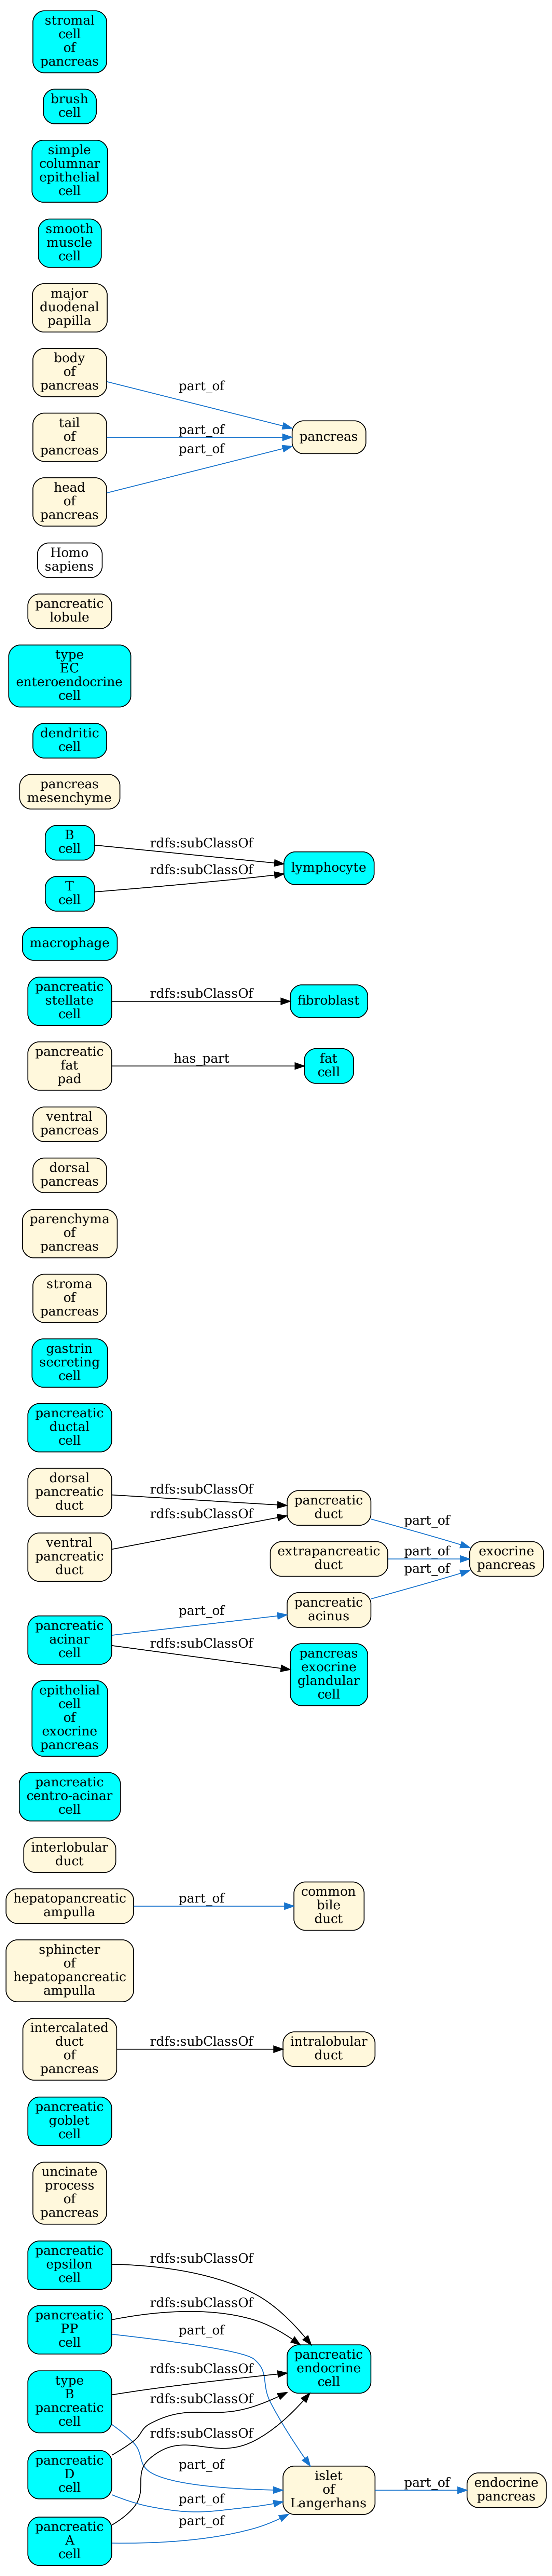 stromal
cell
of
pancreas
brush
cell
simple
columnar
epithelial
cell
smooth
muscle
cell
major
duodenal
papilla
body
of
pancreas
part_of
tail
of
pancreas
part_of
pancreas
part_of
head
of
pancreas
Homo
sapiens
pancreatic
lobule
type
EC
enteroendocrine
cell
dendritic
cell
pancreas
mesenchyme
B
cell
rdfs:subClassOf
lymphocyte
T
cell
rdfs:subClassOf
macrophage
pancreatic
stellate
cell
rdfs:subClassOf
fibroblast
pancreatic
fat
pad
has_part
fat
cell
ventral
pancreas
dorsal
pancreas
parenchyma
of
pancreas
stroma
of
pancreas
gastrin
secreting
cell
pancreatic
ductal
cell
dorsal
pancreatic
duct
rdfs:subClassOf
pancreatic
duct
rdfs:subClassOf
part_of
ventral
pancreatic
duct
extrapancreatic
duct
part_of
exocrine
pancreas
part_of
pancreatic
acinus
pancreatic
acinar
cell
part_of
rdfs:subClassOf
pancreas
exocrine
glandular
cell
epithelial
cell
of
exocrine
pancreas
pancreatic
centro-acinar
cell
interlobular
duct
hepatopancreatic
ampulla
part_of
common
bile
duct
sphincter
of
hepatopancreatic
ampulla
intercalated
duct
of
pancreas
rdfs:subClassOf
intralobular
duct
pancreatic
goblet
cell
uncinate
process
of
pancreas
pancreatic
epsilon
cell
rdfs:subClassOf
pancreatic
PP
cell
rdfs:subClassOf
part_of
pancreatic
endocrine
cell
type
B
pancreatic
cell
rdfs:subClassOf
rdfs:subClassOf
rdfs:subClassOf
part_of
pancreatic
D
cell
part_of
islet
of
Langerhans
part_of
endocrine
pancreas
pancreatic
A
cell
part_of